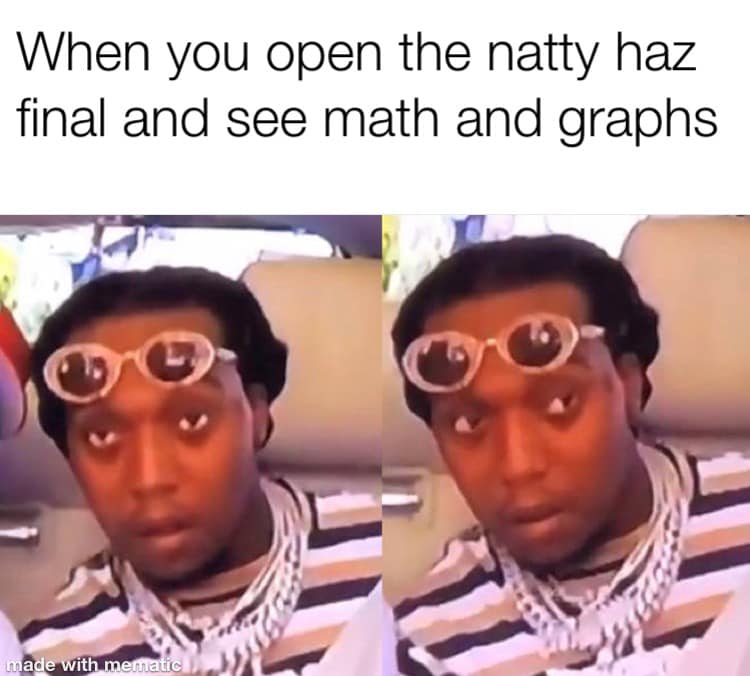 When you open the natty haz
final and see math and graphs
made with mematic